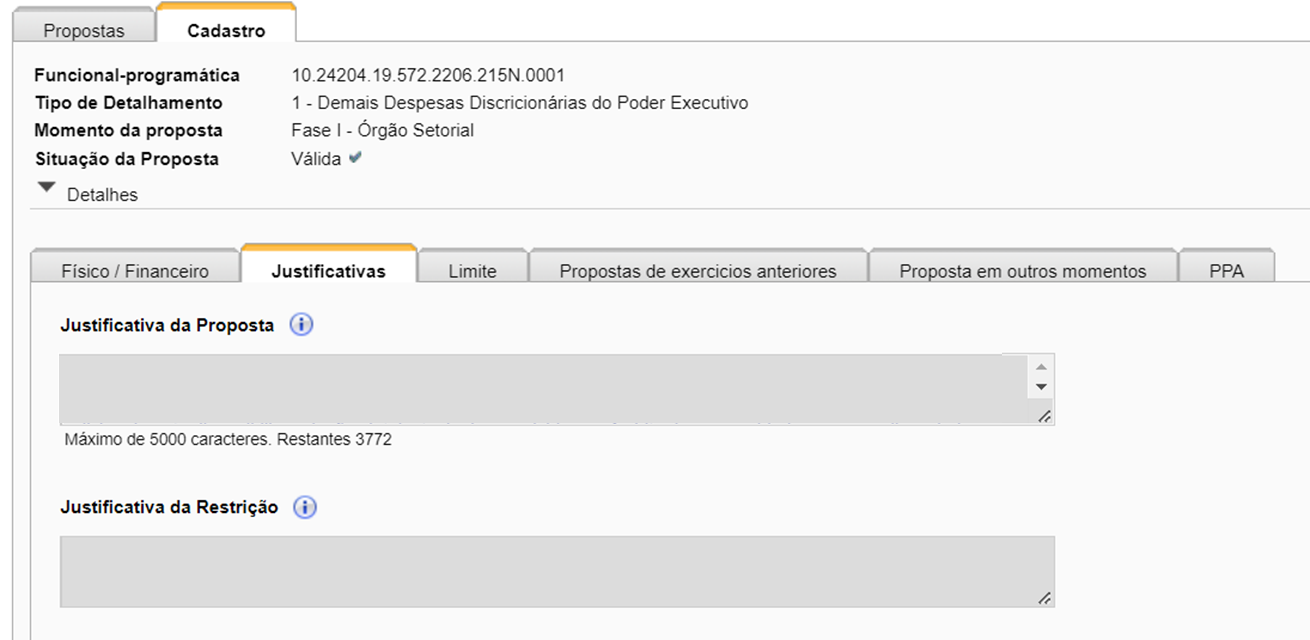 Propostas Cadastro
Funcional-programática 10.24204.19.572.2206.215N.0001
Tipo de Detalhamento 1 - Demais Despesas Discricionárias do Poder Executivo
Momento da proposta Fase I - Órgão Setorial
Situação da Proposta Válida
Detalhes
Físico / Financeiro Justificativas Limite Propostas de exercicios anteriores Proposta em outros momentos PPA
Justificativa da Proposta
Máximo de 5000 caracteres. Restantes 3772
Justificativa da Restrição